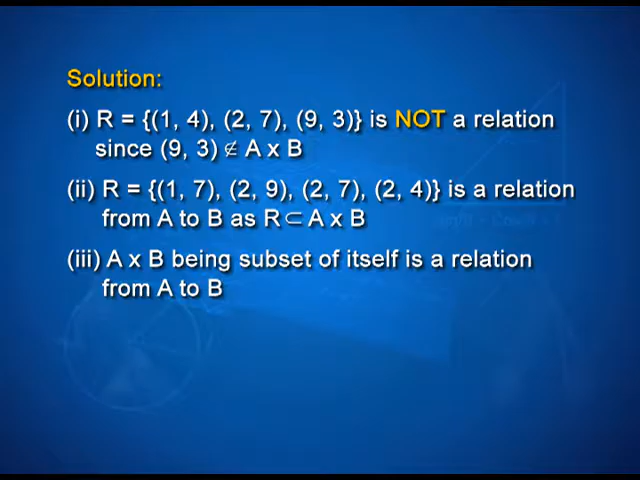 Solution:
(i) R = {(1, 4), (2, 7), (9, 3)} is NOT a relation
since (9, 3) ∉ A x B
(ii) R = {(1, 7), (2, 9), (2, 7), (2, 4)} is a relation
from A to B as R ⊂ A x B
(iii) A x B being subset of itself is a relation
from A to B